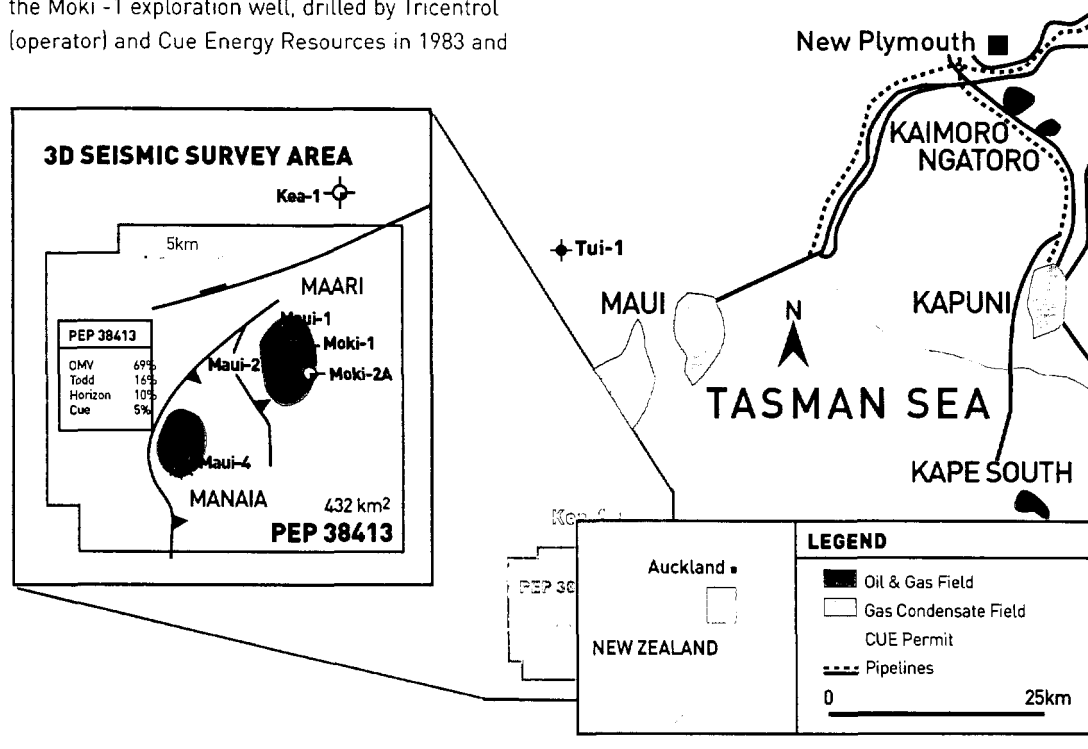 the Moki -1 exploration well, drilled by Tricentrol
(operator) and Cue Energy Resources in 1983 and
3D SEISMIC SURVEY AREA
Kea-1
5km
MAARI
Maui-1
Moki-1
Maui-2
Moki-2A
PEP 38413
OMV 69%
Todd 16%
Horizon 10%
Cue 5%
Maui-4
MANAIA
432 km²
PEP 38413
New Plymouth
KAIMORO
NGATORO
Tui-1
MAUI
KAPUNI
N
TASMAN SEA
KAPE SOUTH
PEP 38
Auckland
NEW ZEALAND
LEGEND
Oil & Gas Field
Gas Condensate Field
CUE Permit
Pipelines
0 25km